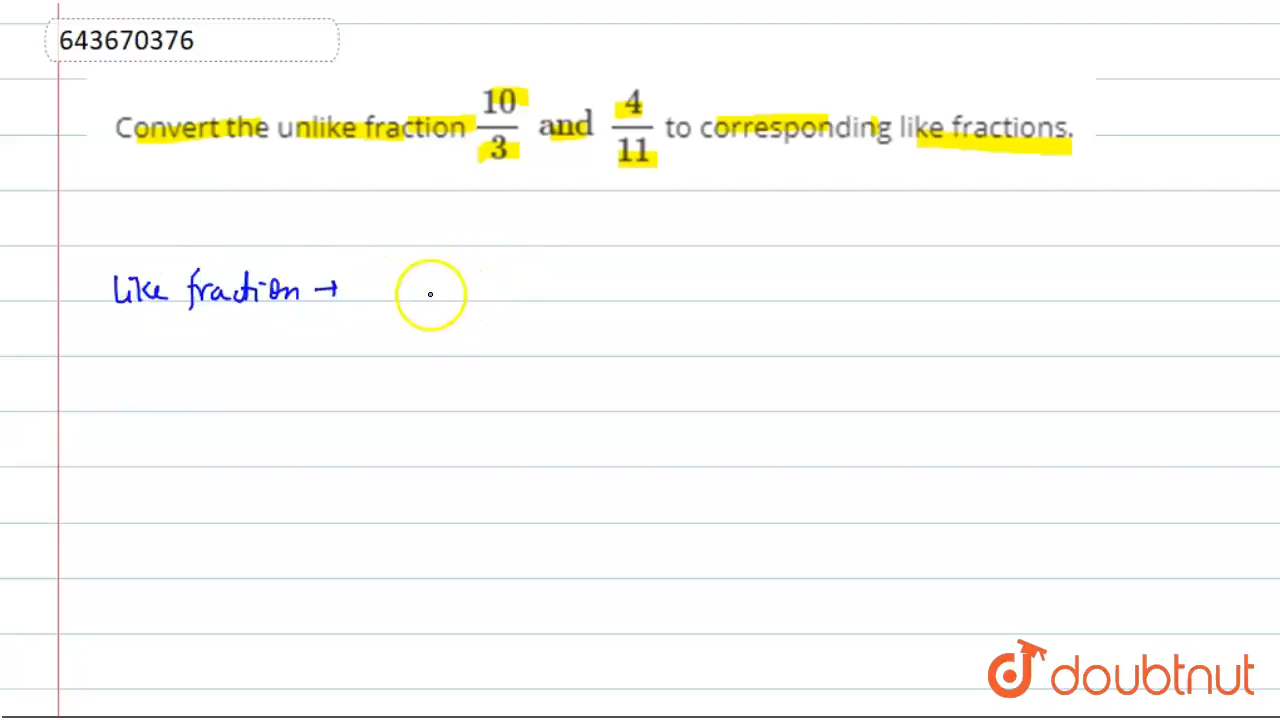 643670376
Convert the unlike fraction 10/3 and 4/11 to corresponding like fractions.
Like fraction →
doubtnut